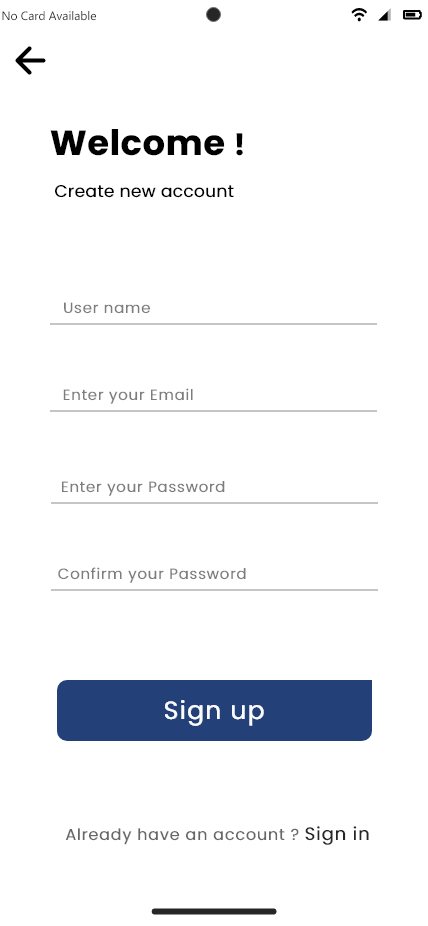 No Card Available
Welcome !
Create new account
User name
Enter your Email
Enter your Password
Confirm your Password
Sign up
Already have an account ? Sign in